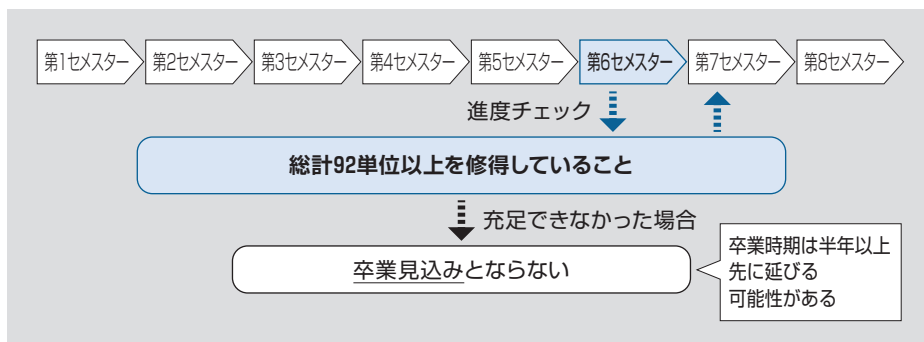 第1セメスター 第2セメスター 第3セメスター 第4セメスター 第5セメスター 第6セメスター 第7セメスター 第8セメスター
進度チェック
総計92単位以上を修得していること
充足できなかった場合
卒業見込みとならない
卒業時期は半年以上
先に延びる
可能性がある